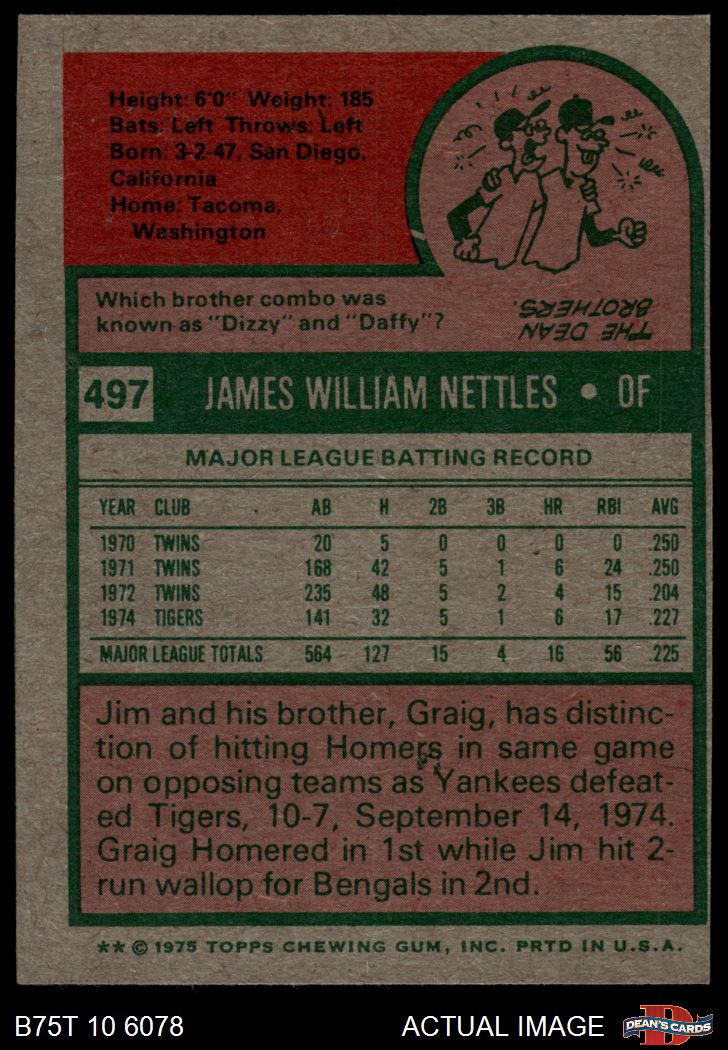 Height: 6'0" Weight: 185
Bats: Left Throws: Left
Born: 3-2-47, San Diego,
California
Home: Tacoma,
Washington
Which brother combo was
known as "Dizzy" and "Daffy"?
THE DEAN
BROTHERS.
497 JAMES WILLIAM NETTLES • OF
MAJOR LEAGUE BATTING RECORD
YEAR CLUB AB H 2B 3B HR RBI AVG
1970 TWINS 20 5 0 0 0 0 .250
1971 TWINS 168 42 5 1 6 24 .250
1972 TWINS 235 48 5 2 4 15 .204
1974 TIGERS 141 32 5 1 6 17 .227
MAJOR LEAGUE TOTALS 564 127 15 4 16 56 .225
Jim and his brother, Graig, has distinc-
tion of hitting Homers in same game
on opposing teams as Yankees defeat-
ed Tigers, 10-7, September 14, 1974.
Graig Homered in 1st while Jim hit 2-
run wallop for Bengals in 2nd.
** © 1975 TOPPS CHEWING GUM, INC. PRTD IN U.S.A.
B75T 10 6078 ACTUAL IMAGE D DEAN'S CARDS